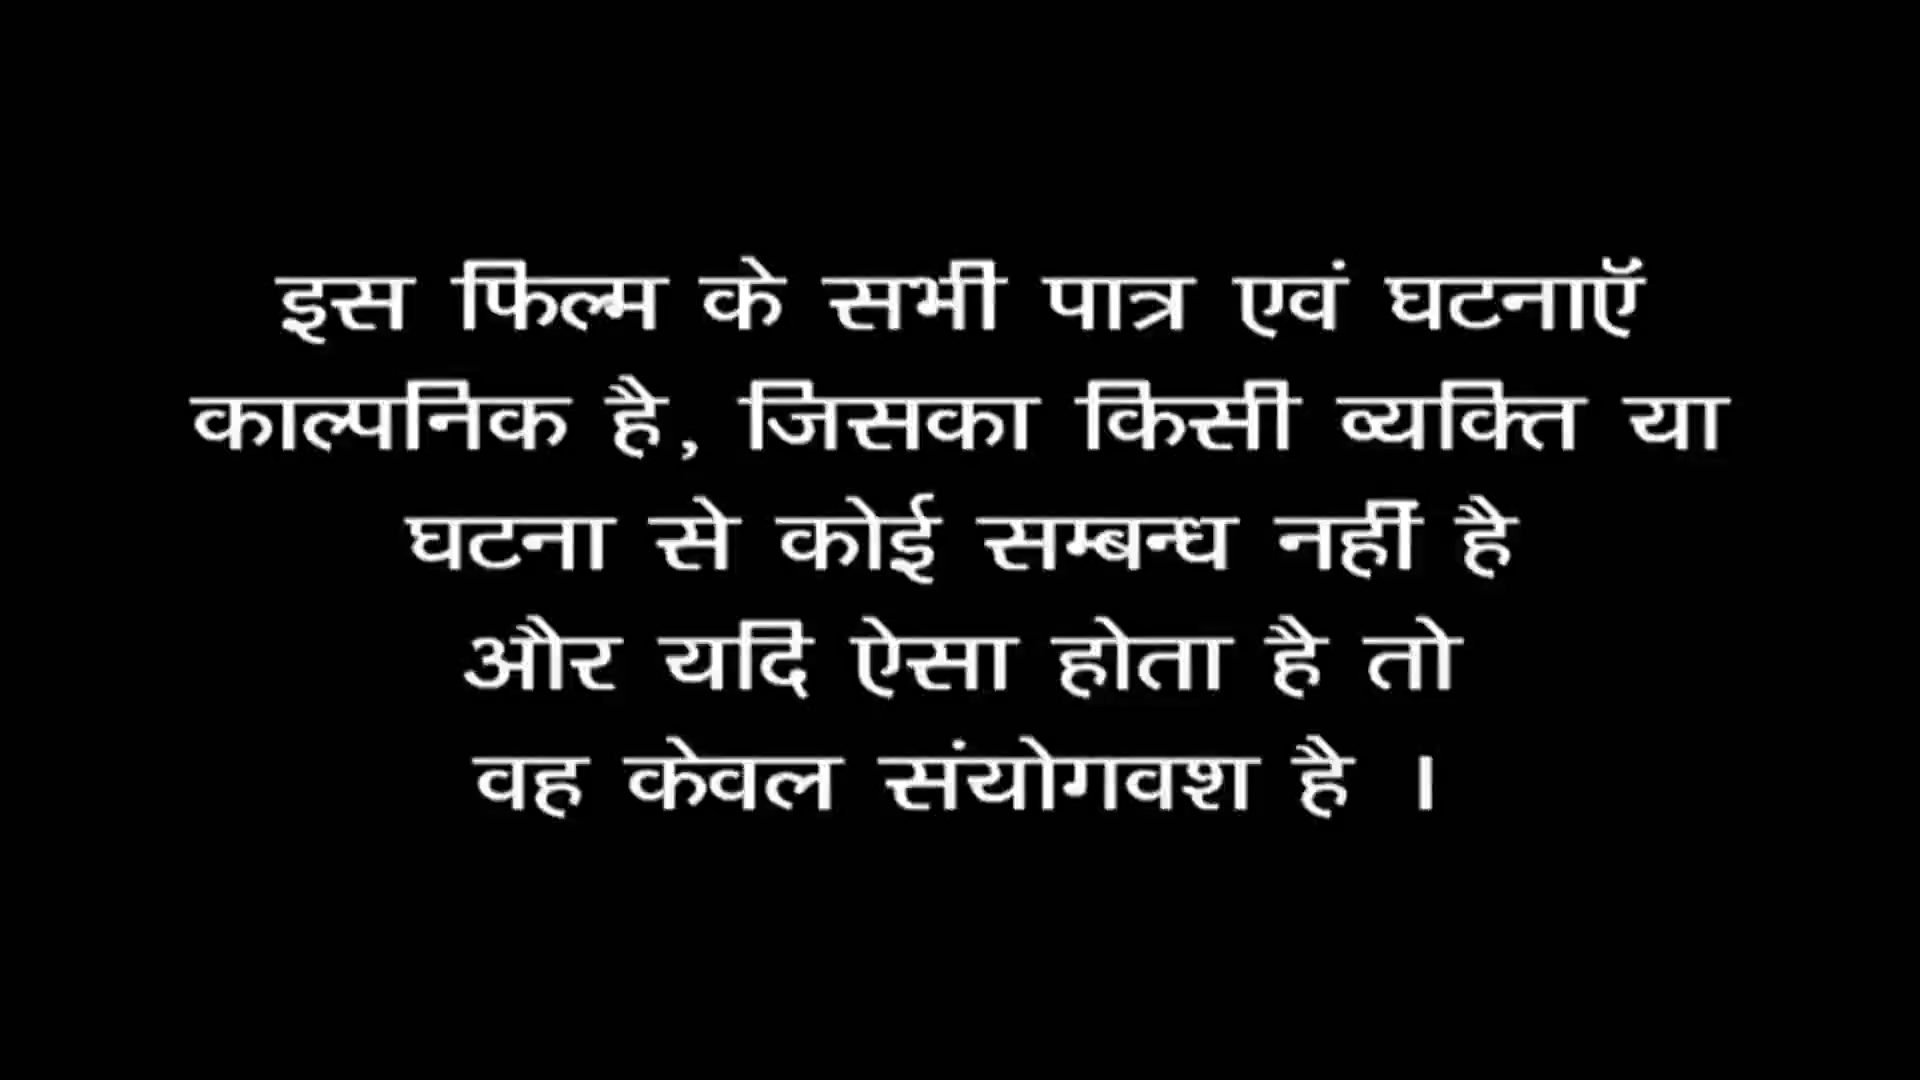 इस फिल्म के सभी पात्र एवं घटनाऍ
काल्पनिक है, जिसका किसी व्यक्ति या
घटना से कोई सम्बन्ध नहीं है
और यदि ऐसा होता है तो
वह केवल संयोगवश है ।